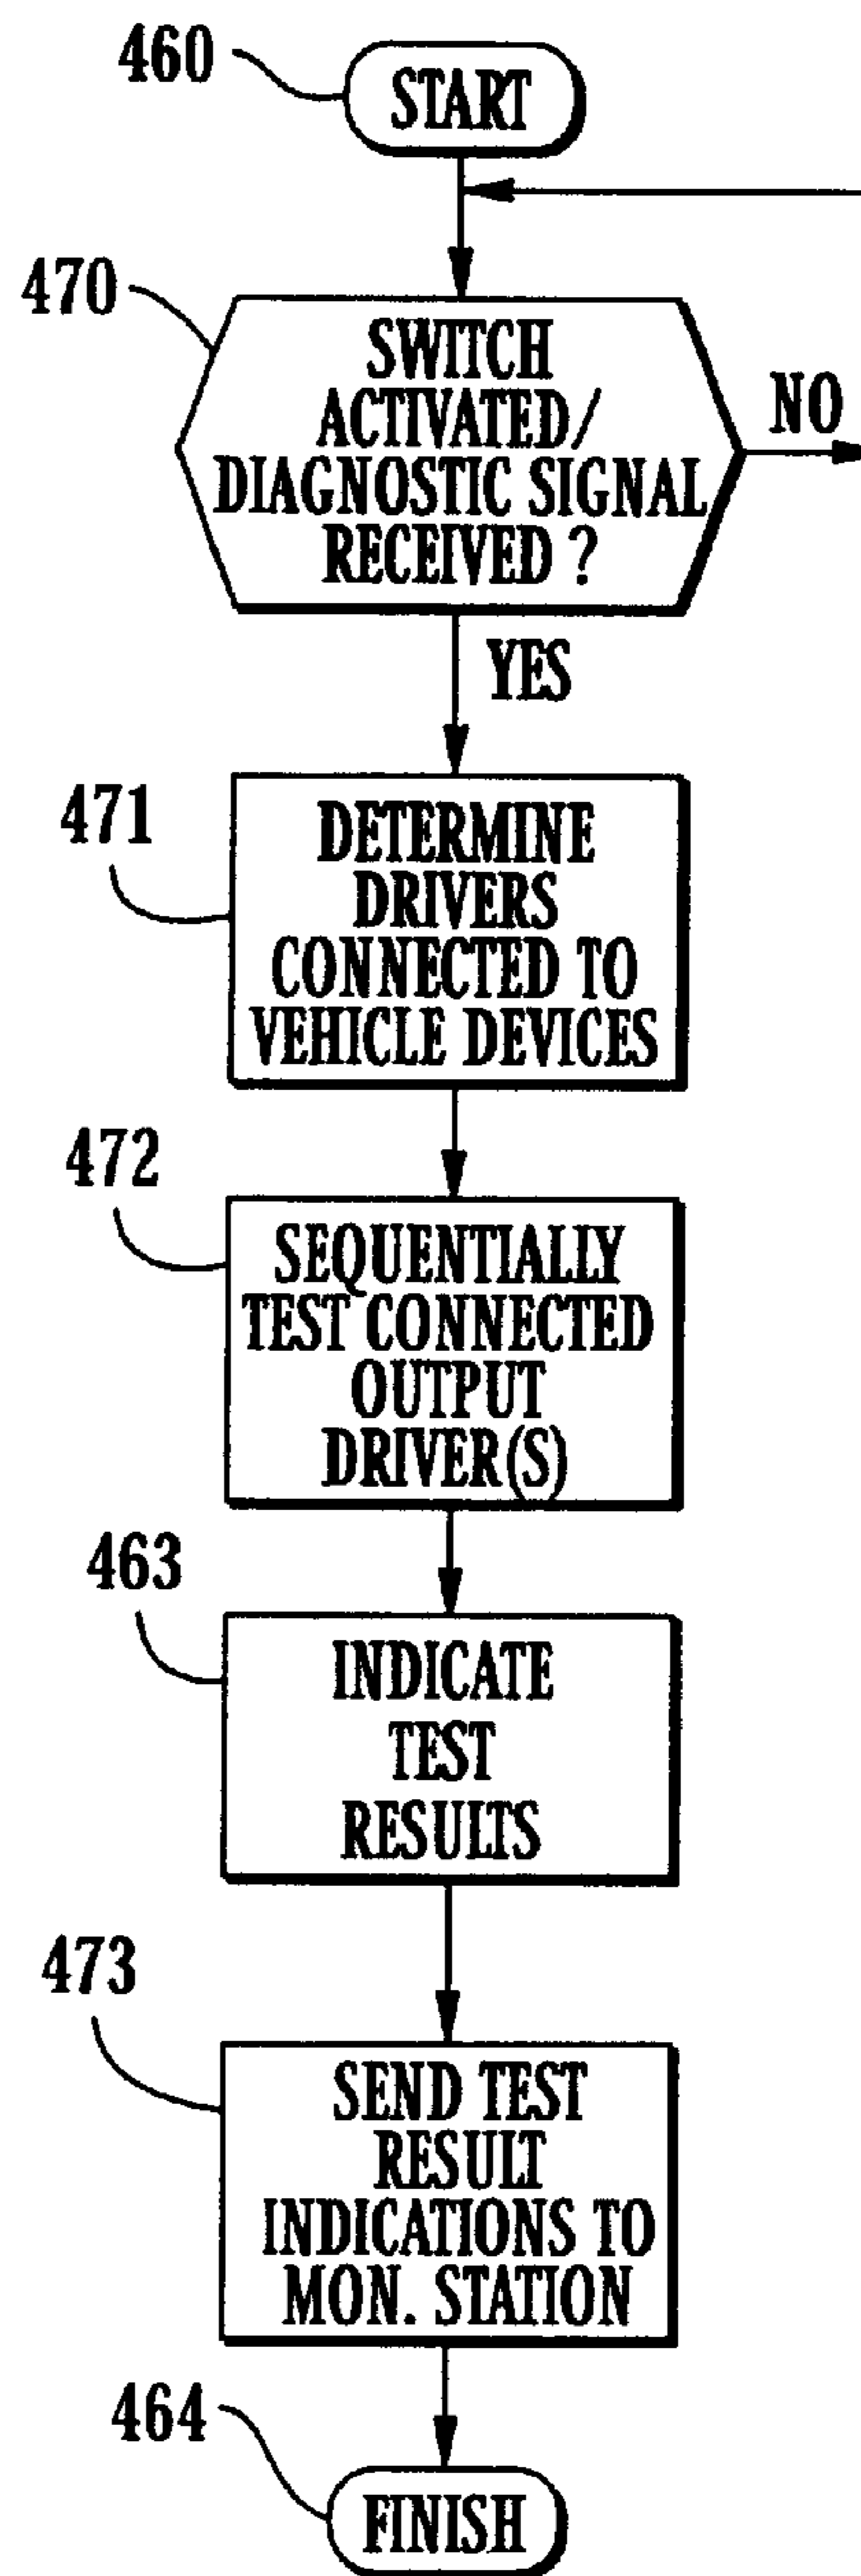 460
START
470
SWITCH
ACTIVATED/
DIAGNOSTIC SIGNAL
RECEIVED ?
NO
YES
471
DETERMINE
DRIVERS
CONNECTED TO
VEHICLE DEVICES
472
SEQUENTIALLY
TEST CONNECTED
OUTPUT
DRIVER(S)
463
INDICATE
TEST
RESULTS
473
SEND TEST
RESULT
INDICATIONS TO
MON. STATION
464
FINISH